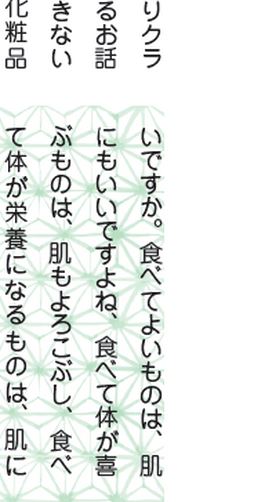 りクラ
るお話
きない
化粧品
いですか。食べてよいものは、肌
にもいいですよね、食べて体が喜
ぶものは、肌もよろこぶし、食べ
て体が栄養になるものは、肌に